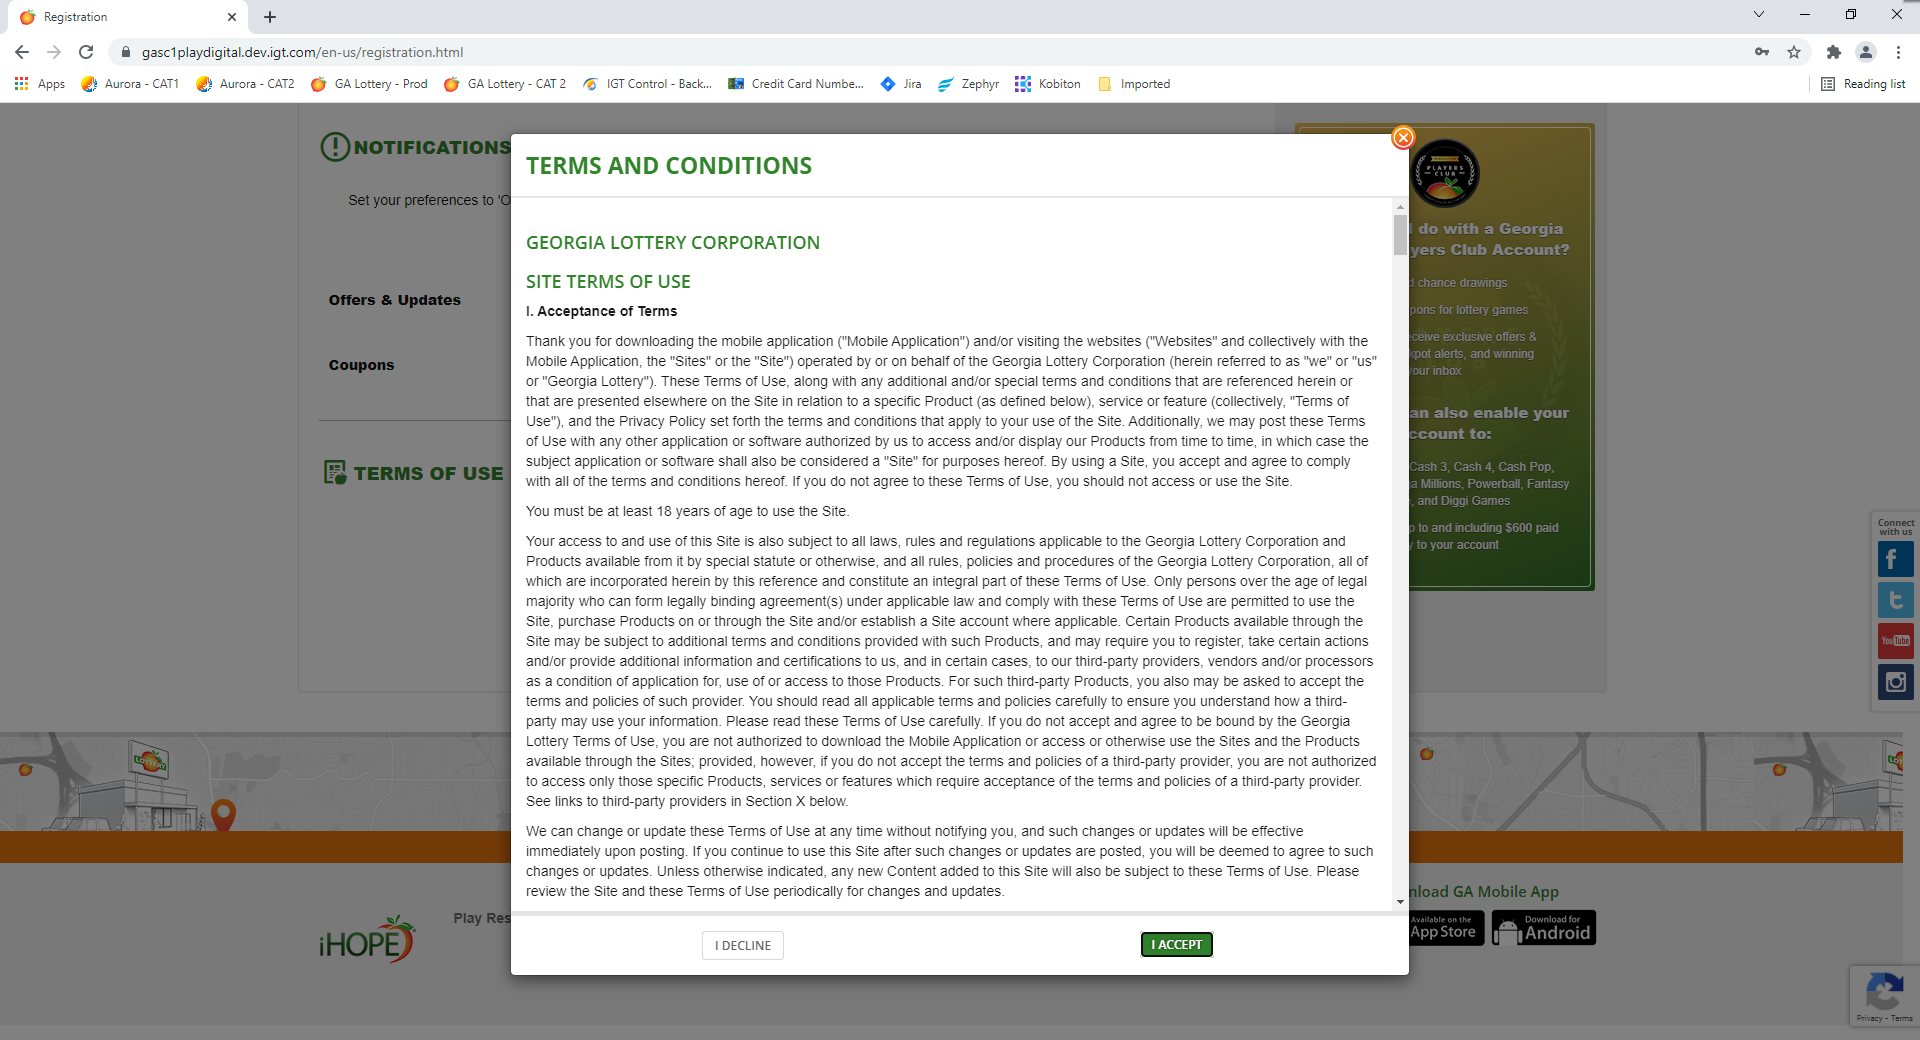 Registration
gasc1playdigital.dev.igt.com/en-us/registration.html
Apps
Aurora - CAT1
Aurora - CAT2
GA Lottery - Prod
GA Lottery - CAT 2
IGT Control - Back...
Credit Card Numbe...
Jira
Zephyr
Kobiton
Imported
Reading list
NOTIFICATIONS
Set your preferences to 'O
Offers & Updates
Coupons
TERMS OF USE
TERMS AND CONDITIONS
GEORGIA LOTTERY CORPORATION
SITE TERMS OF USE
I. Acceptance of Terms
Thank you for downloading the mobile application ("Mobile Application") and/or visiting the websites ("Websites" and collectively with the
Mobile Application, the "Sites" or the "Site") operated by or on behalf of the Georgia Lottery Corporation (herein referred to as "we" or "us"
or "Georgia Lottery"). These Terms of Use, along with any additional and/or special terms and conditions that are referenced herein or
that are presented elsewhere on the Site in relation to a specific Product (as defined below), service or feature (collectively, "Terms of
Use"), and the Privacy Policy set forth the terms and conditions that apply to your use of the Site. Additionally, we may post these Terms
of Use with any other application or software authorized by us to access and/or display our Products from time to time, in which case the
subject application or software shall also be considered a "Site" for purposes hereof. By using a Site, you accept and agree to comply
with all of the terms and conditions hereof. If you do not agree to these Terms of Use, you should not access or use the Site.
You must be at least 18 years of age to use the Site.
Your access to and use of this Site is also subject to all laws, rules and regulations applicable to the Georgia Lottery Corporation and
Products available from it by special statute or otherwise, and all rules, policies and procedures of the Georgia Lottery Corporation, all of
which are incorporated herein by this reference and constitute an integral part of these Terms of Use. Only persons over the age of legal
majority who can form legally binding agreement(s) under applicable law and comply with these Terms of Use are permitted to use the
Site, purchase Products on or through the Site and/or establish a Site account where applicable. Certain Products available through the
Site may be subject to additional terms and conditions provided with such Products, and may require you to register, take certain actions
and/or provide additional information and certifications to us, and in certain cases, to our third-party providers, vendors and/or processors
as a condition of application for, use of or access to those Products. For such third-party Products, you also may be asked to accept the
terms and policies of such provider. You should read all applicable terms and policies carefully to ensure you understand how a third-
party may use your information. Please read these Terms of Use carefully. If you do not accept and agree to be bound by the Georgia
Lottery Terms of Use, you are not authorized to download the Mobile Application or access or otherwise use the Sites and the Products
available through the Sites; provided, however, if you do not accept the terms and policies of a third-party provider, you are not authorized
to access only those specific Products, services or features which require acceptance of the terms and policies of a third-party provider.
See links to third-party providers in Section X below.
We can change or update these Terms of Use at any time without notifying you, and such changes or updates will be effective
immediately upon posting. If you continue to use this Site after such changes or updates are posted, you will be deemed to agree to such
changes or updates. Unless otherwise indicated, any new Content added to this Site will also be subject to these Terms of Use. Please
review the Site and these Terms of Use periodically for changes and updates.
I DECLINE
I ACCEPT
PLAYERS
CLUB
do with a Georgia
yers Club Account?
d chance drawings
pons for lottery games
eceive exclusive offers &
kpot alerts, and winning
your inbox
an also enable your
ccount to:
Cash 3, Cash 4, Cash Pop,
a Millions, Powerball, Fantasy
, and Diggi Games
p to and including $600 paid
y to your account
Connect
with us
You Tube
LOTTERY
iHOPE
Play Res
nload GA Mobile App
Available on the
App Store
Download for
Android
Privacy - Terms